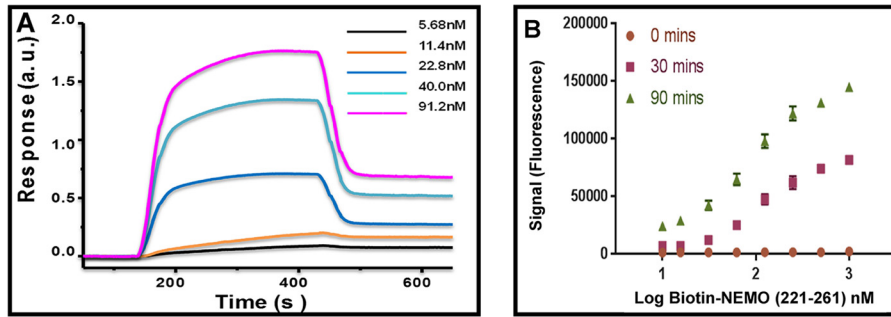 A
Response (a. u.)
2.0
1.5
1.0
0.5
0.0
5.68nM
11.4nM
22.8nM
40.0nM
91.2nM
200
400
600
Time (s )
B
Signal (Fluorescence)
200000
150000
100000
50000
0
0 mins
30 mins
90 mins
1
2
3
Log Biotin-NEMO (221-261) nM